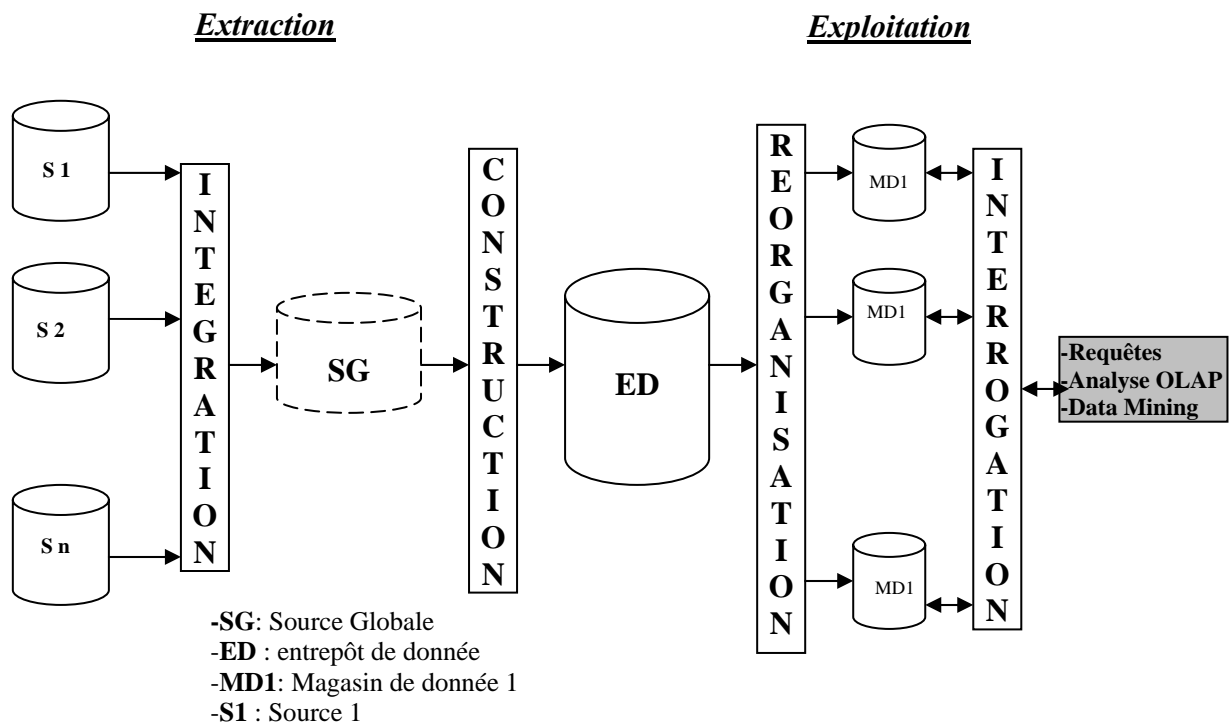 Extraction
Exploitation
S 1
S 2
S n
INTEGRATION
SG
CONSTRUCTION
ED
REORGANISATION
MD1
MD1
MD1
INTERROGATION
-Requêtes
-Analyse OLAP
-Data Mining
-SG: Source Globale
-ED : entrepôt de donnée
-MD1: Magasin de donnée 1
-S1 : Source 1